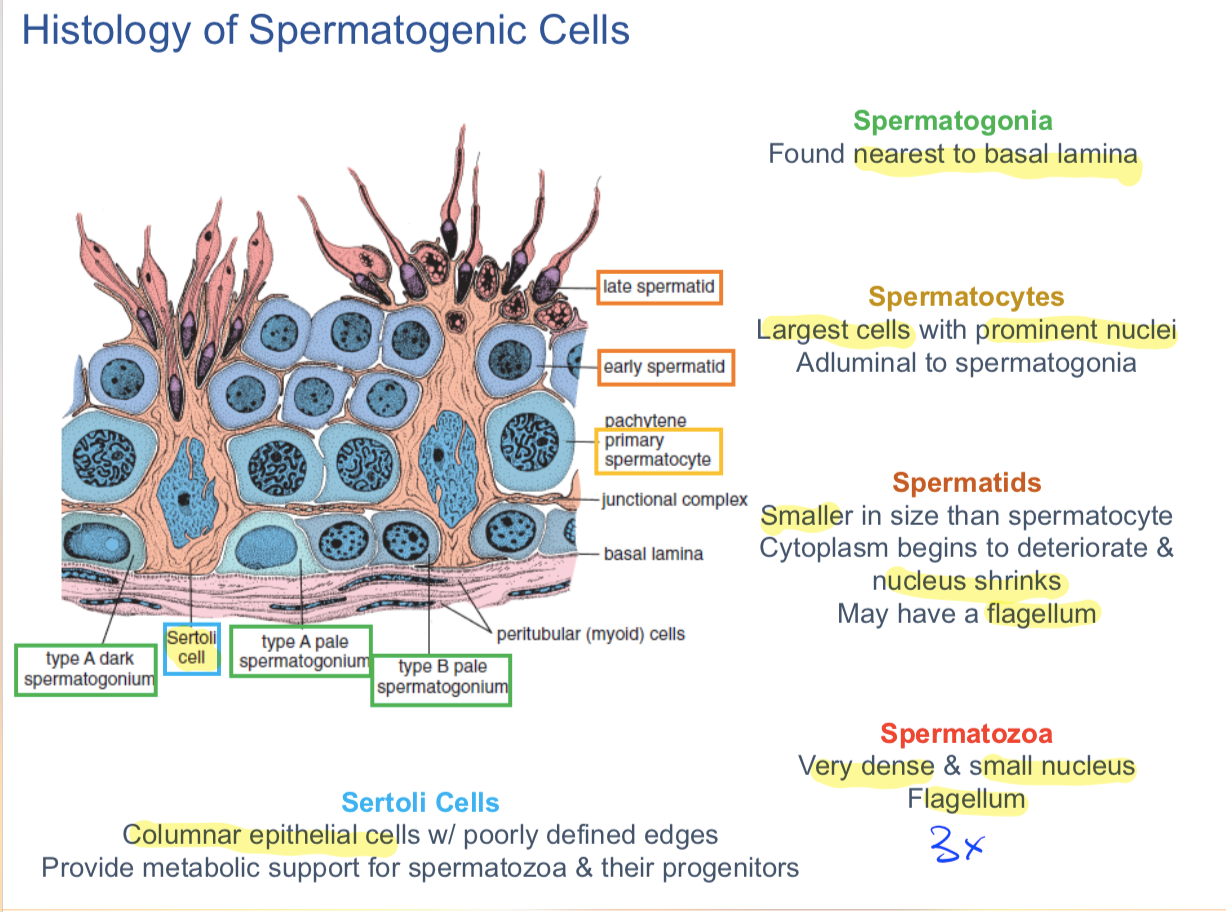 Histology of Spermatogenic Cells
Spermatogonia
Found nearest to basal lamina
Spermatocytes
Largest cells with prominent nuclei
Adluminal to spermatogonia
Spermatids
Smaller in size than spermatocyte
Cytoplasm begins to deteriorate &
nucleus shrinks
May have a flagellum
Spermatozoa
Very dense & small nucleus
Flagellum
3x
late spermatid
early spermatid
pachytene
primary
spermatocyte
junctional complex
basal lamina
peritubular (myoid) cells
type A dark
spermatogonium
Sertoli
cell
type A pale
spermatogonium
type B pale
spermatogonium
Sertoli Cells
Columnar epithelial cells w/ poorly defined edges
Provide metabolic support for spermatozoa & their progenitors